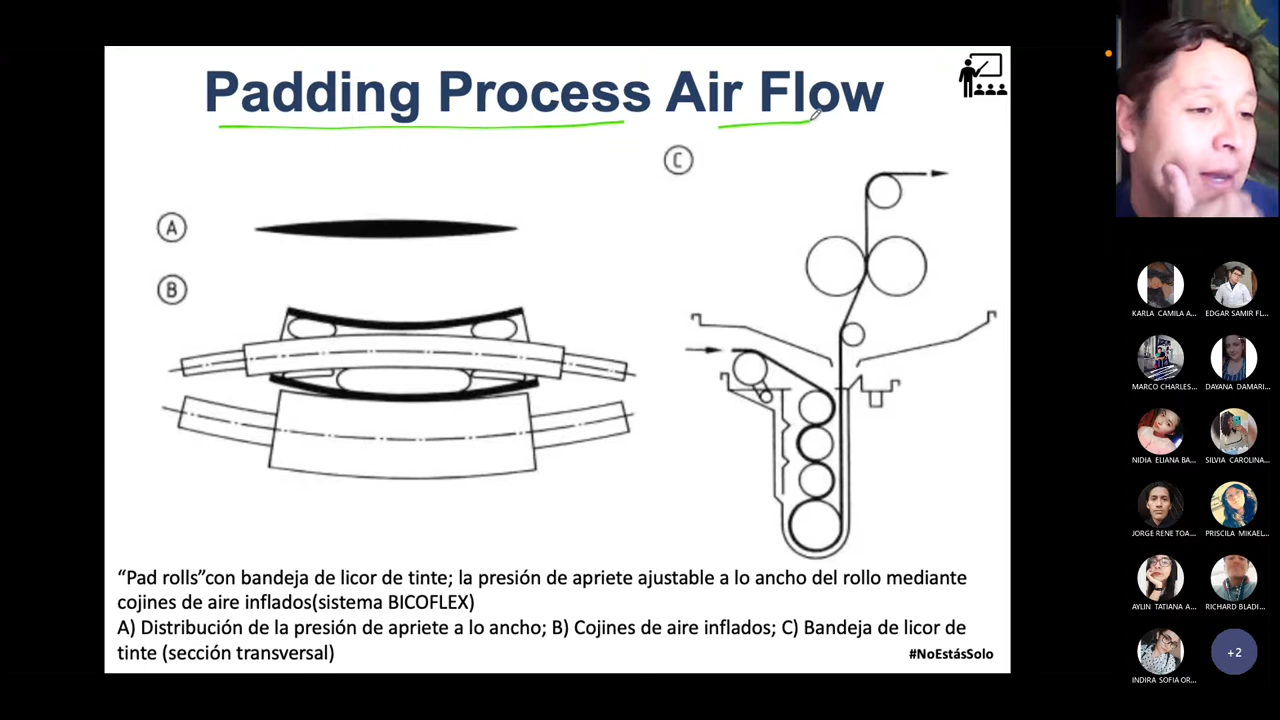 Padding Process Air Flow
C
A
B
“Pad rolls”con bandeja de licor de tinte; la presión de apriete ajustable a lo ancho del rollo mediante
cojines de aire inflados(sistema BICOFLEX)
A) Distribución de la presión de apriete a lo ancho; B) Cojines de aire inflados; C) Bandeja de licor de
tinte (sección transversal)
#NoEstásSolo
KARLA CAMILA A...
EDGAR SAMIR FL...
MARCO CHARLES...
DAYANA DAMARI...
NIDIA ELIANA BA...
SILVIA CAROLINA...
JORGE RENE TOA...
PRISCILA MIKAEL...
AYLIN TATIANA A...
RICHARD BLADI...
INDIRA SOFIA OR...
+2